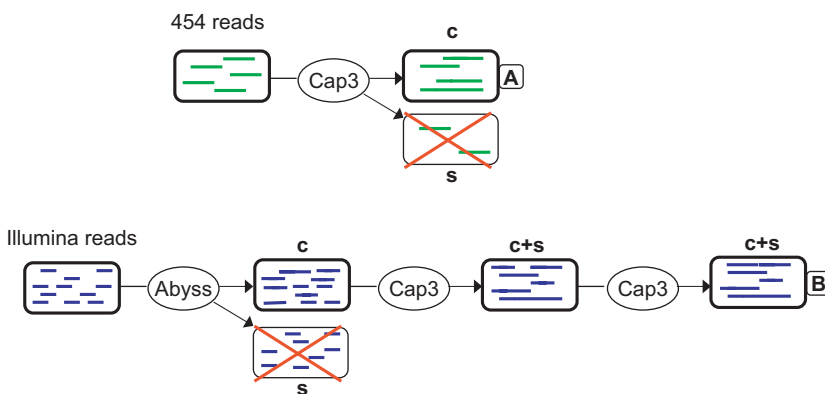 454 reads
c
Cap3
A
s
Illumina reads
c
c+s
c+s
Abyss
Cap3
Cap3
B
s